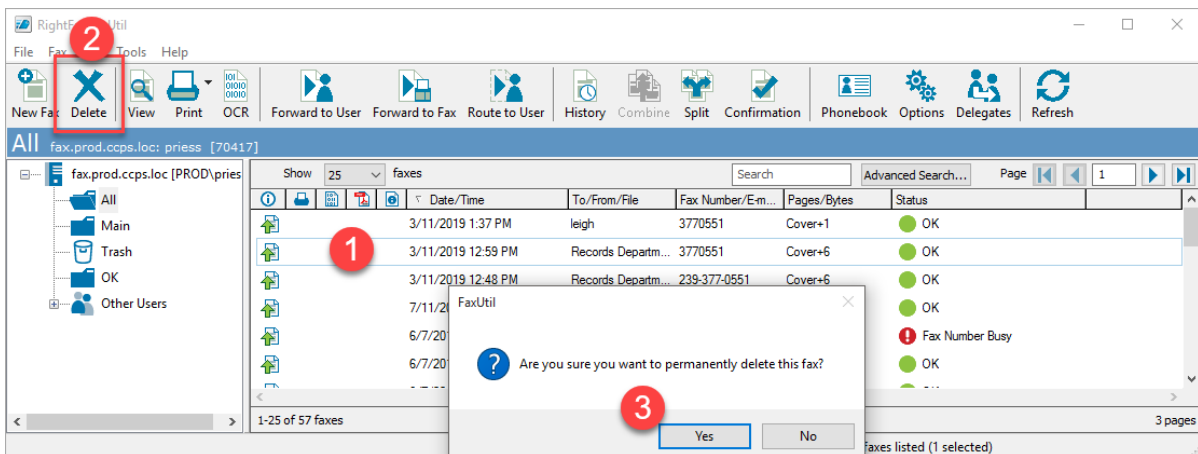 RightF Util
2
File Fax Tools Help
New Fax Delete View Print OCR Forward to User Forward to Fax Route to User History Combine Split Confirmation Phonebook Options Delegates Refresh
All fax.prod.ccps.loc: priess [70417]
fax.prod.ccps.loc [PROD\pries
All
Main
Trash
OK
Other Users
Show 25 faxes Search Advanced Search... Page 1
Date/Time To/From/File Fax Number/E-m... Pages/Bytes Status
3/11/2019 1:37 PM leigh 3770551 Cover+1 OK
1
3/11/2019 12:59 PM Records Departm... 3770551 Cover+6 OK
3/11/2019 12:48 PM Records Departm... 239-377-0551 Cover+6 OK
7/11/2
6/7/20 Fax Number Busy
6/7/20 OK
OK
FaxUtil
Are you sure you want to permanently delete this fax?
3
Yes No
1-25 of 57 faxes 3 pages
faxes listed (1 selected)